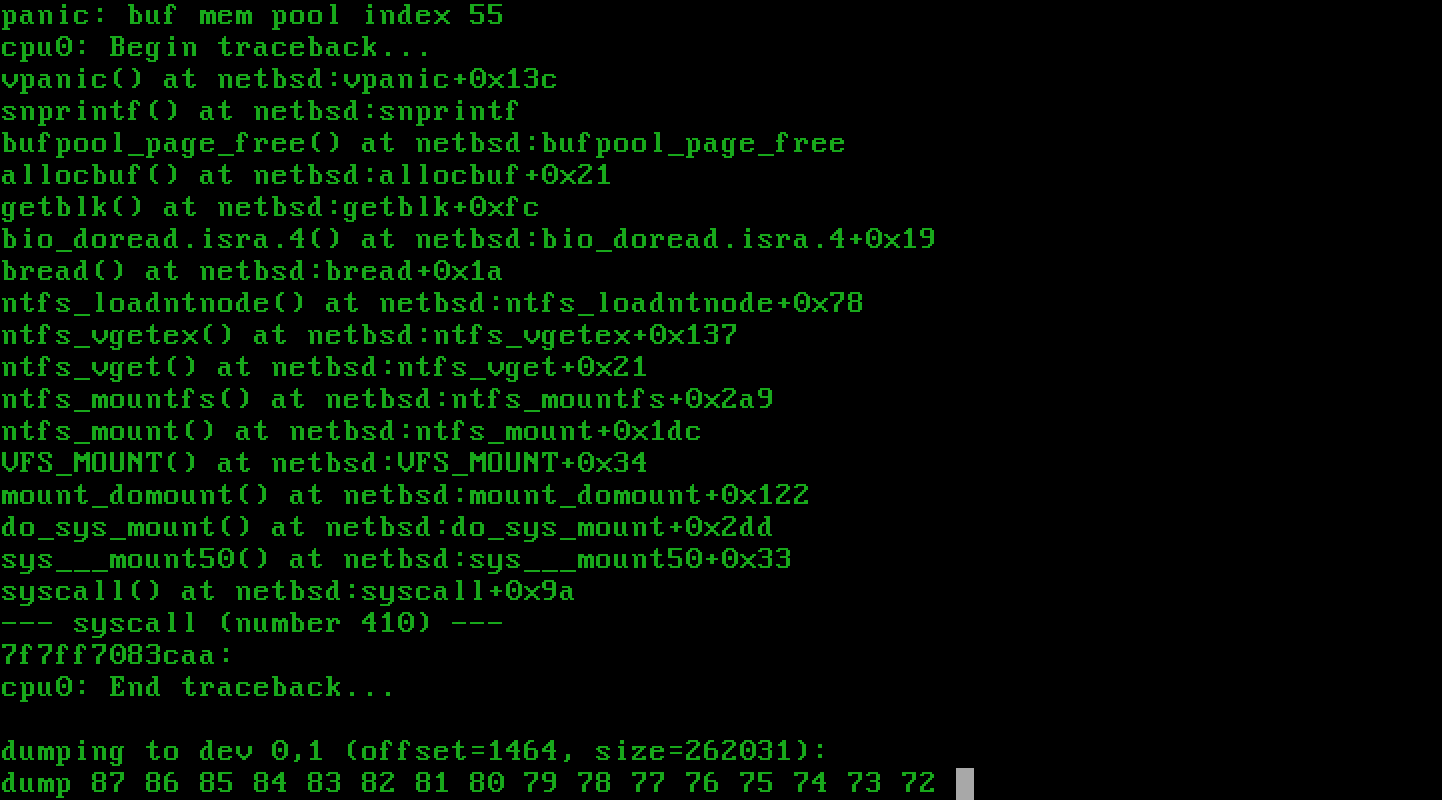 panic: buf mem pool index 55
cpu0: Begin traceback...
vpanic() at netbsd:vpanic+0x13c
snprintf() at netbsd:snprintf
bufpool_page_free() at netbsd:bufpool_page_free
allocbuf() at netbsd:allocbuf+0x21
getblk() at netbsd:getblk+0xfc
bio_doread.isra.4() at netbsd:bio_doread.isra.4+0x19
bread() at netbsd:bread+0x1a
ntfs_loadntnode() at netbsd:ntfs_loadntnode+0x78
ntfs_vgetex() at netbsd:ntfs_vgetex+0x137
ntfs_vget() at netbsd:ntfs_vget+0x21
ntfs_mountfs() at netbsd:ntfs_mountfs+0x2a9
ntfs_mount() at netbsd:ntfs_mount+0x1dc
VFS_MOUNT() at netbsd:VFS_MOUNT+0x34
mount_domount() at netbsd:mount_domount+0x122
do_sys_mount() at netbsd:do_sys_mount+0x2dd
sys___mount50() at netbsd:sys___mount50+0x33
syscall() at netbsd:syscall+0x9a
--- syscall (number 410) ---
7f7ff7083caa:
cpu0: End traceback...
dumping to dev 0,1 (offset=1464, size=262031):
dump 87 86 85 84 83 82 81 80 79 78 77 76 75 74 73 72